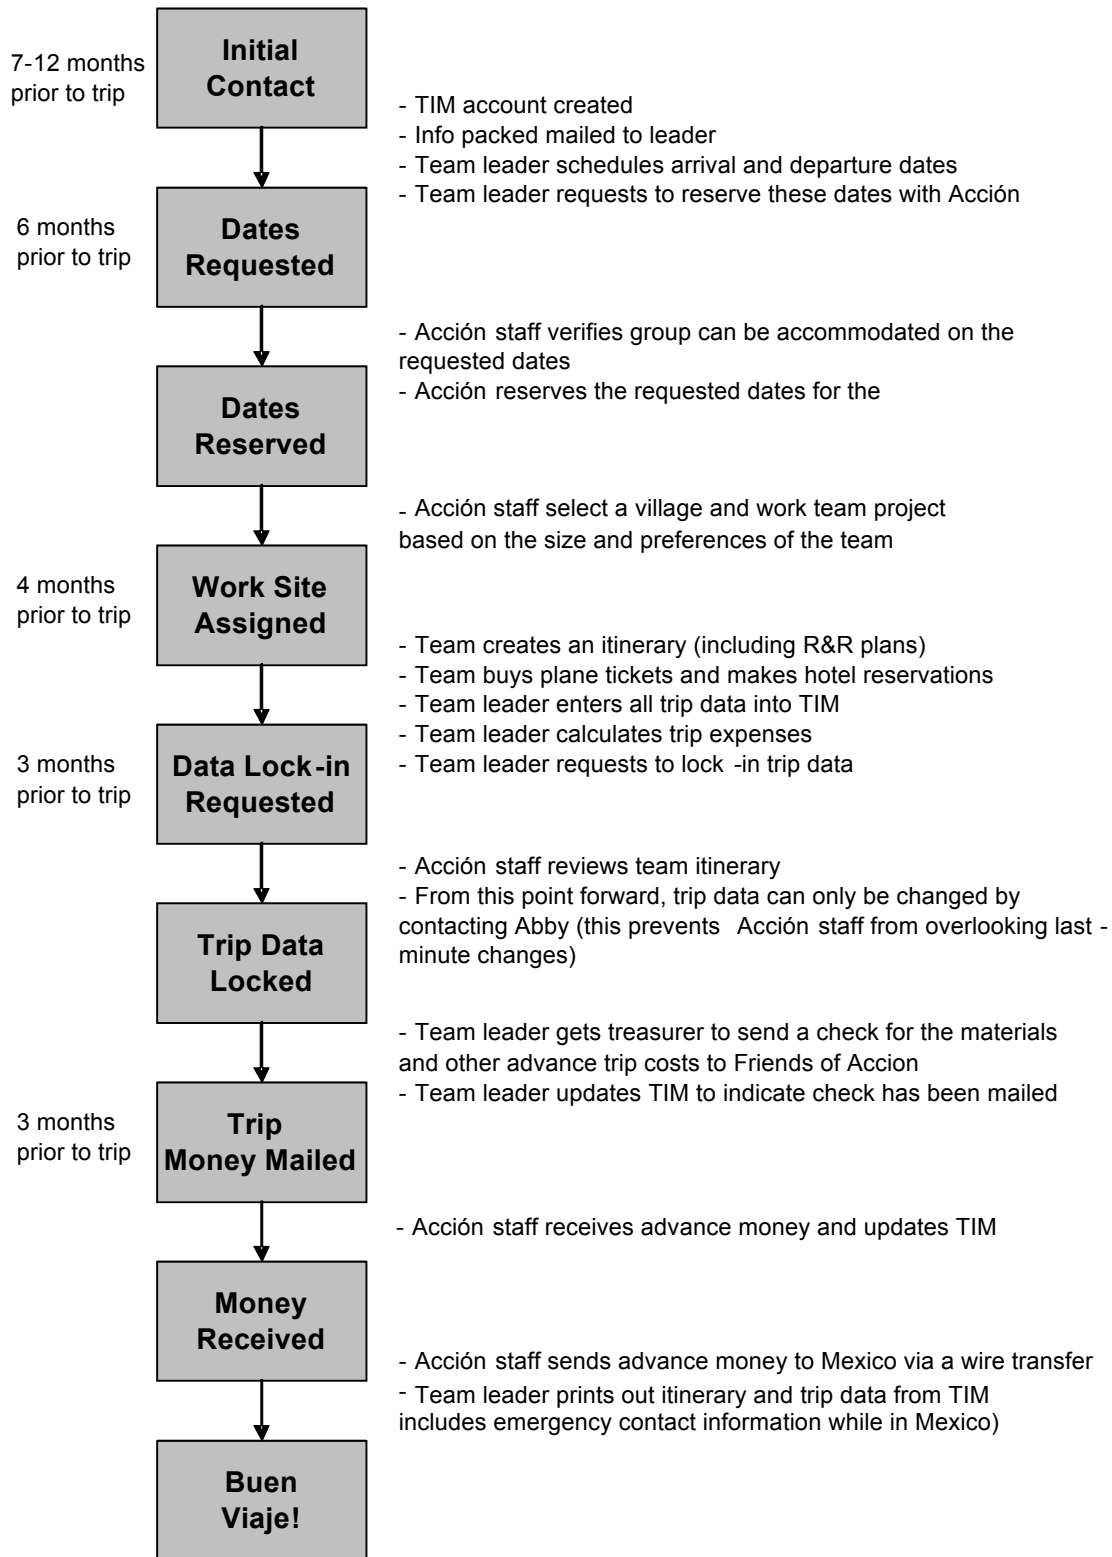 7-12 months
prior to trip
Initial
Contact
- TIM account created
- Info packed mailed to leader
- Team leader schedules arrival and departure dates
- Team leader requests to reserve these dates with Acción
6 months
prior to trip
Dates
Requested
- Acción staff verifies group can be accommodated on the
requested dates
- Acción reserves the requested dates for the
Dates
Reserved
- Acción staff select a village and work team project
based on the size and preferences of the team
4 months
prior to trip
Work Site
Assigned
- Team creates an itinerary (including R&R plans)
- Team buys plane tickets and makes hotel reservations
- Team leader enters all trip data into TIM
- Team leader calculates trip expenses
- Team leader requests to lock -in trip data
3 months
prior to trip
Data Lock-in
Requested
- Acción staff reviews team itinerary
- From this point forward, trip data can only be changed by
contacting Abby (this prevents Acción staff from overlooking last -
minute changes)
Trip Data
Locked
- Team leader gets treasurer to send a check for the materials
and other advance trip costs to Friends of Accion
- Team leader updates TIM to indicate check has been mailed
3 months
prior to trip
Trip
Money Mailed
- Acción staff receives advance money and updates TIM
Money
Received
- Acción staff sends advance money to Mexico via a wire transfer
- Team leader prints out itinerary and trip data from TIM
includes emergency contact information while in Mexico)
Buen
Viaje!